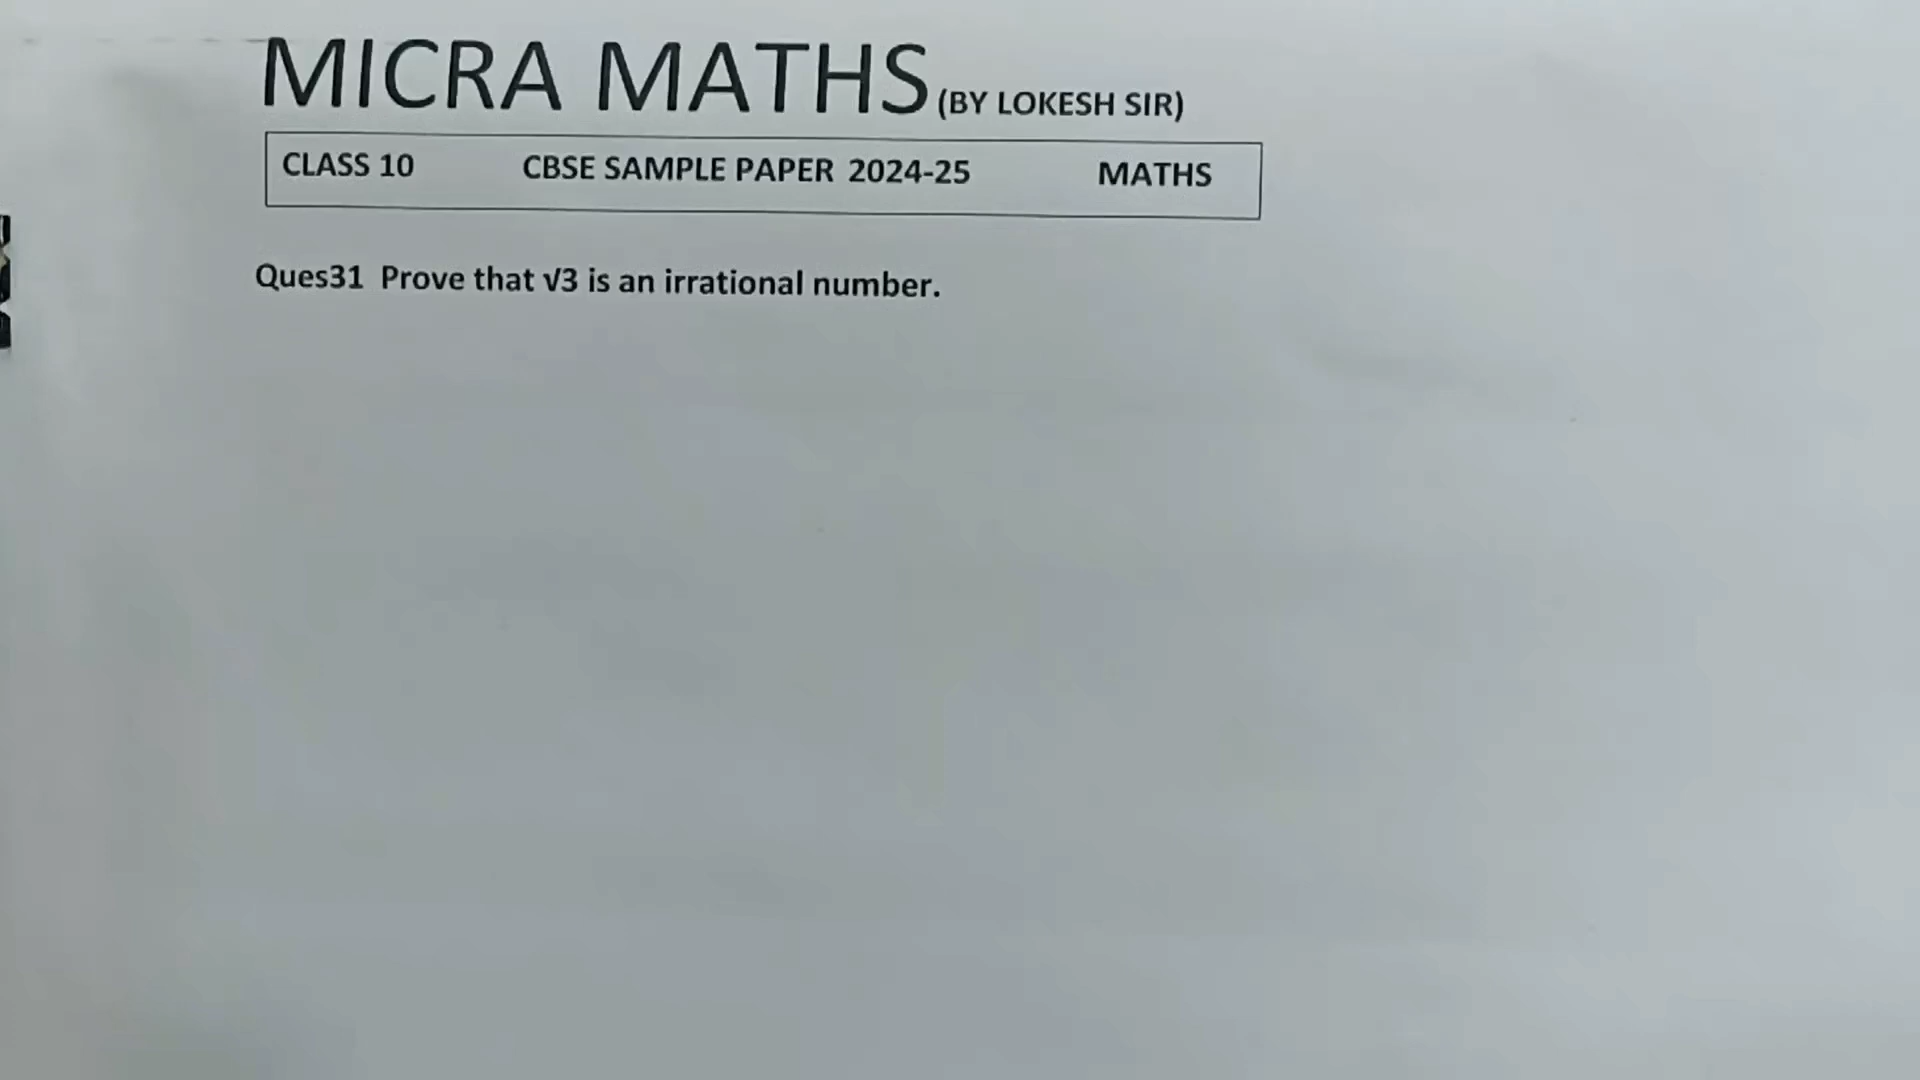 MICRA MATHS (BY LOKESH SIR)
CLASS 10 CBSE SAMPLE PAPER 2024-25 MATHS
Ques31 Prove that √3 is an irrational number.